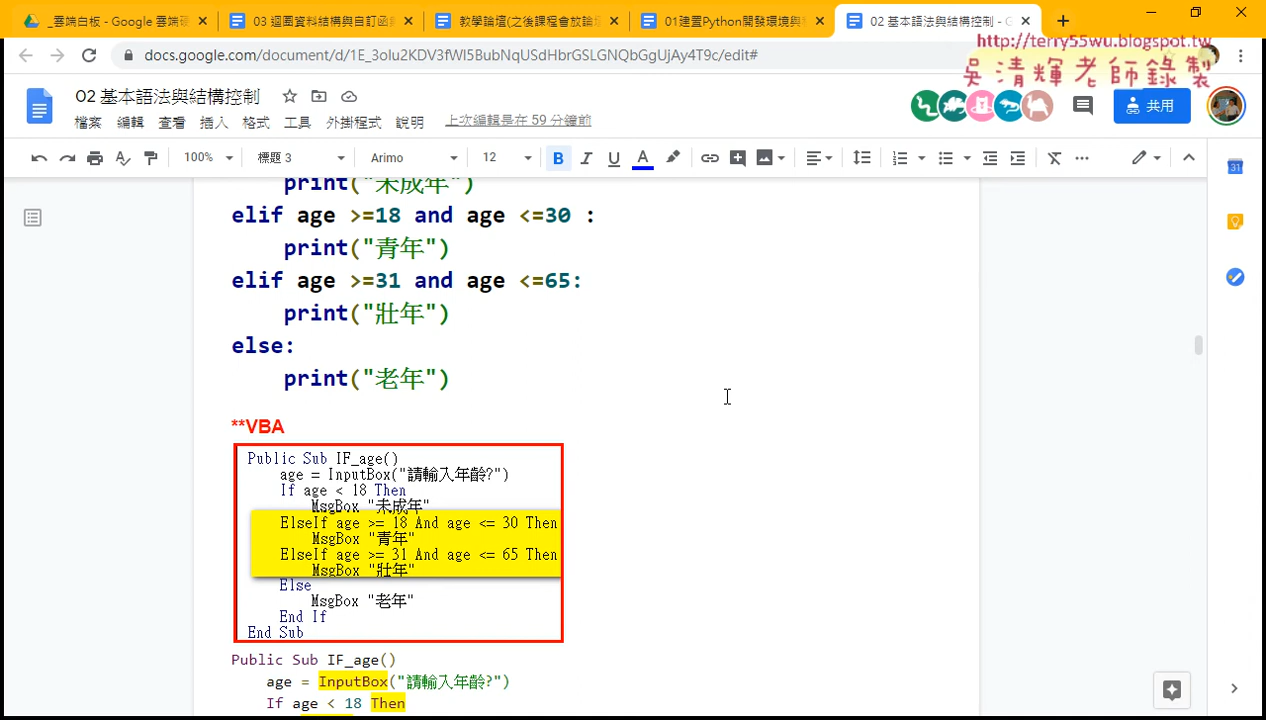 _雲端白板 - Google 雲端硬
03 迴圈資料結構與自訂函
教學論壇(之後課程會放論
01建置Python開發環境與
02 基本語法與結構控制 - G
docs.google.com/document/d/1E_3oIu2KDV3fWI5BubNqUSdHbrGSLGNQbGgUjAy4T9c/edit#
http://terry55wu.blogspot.tw
吳清輝老師錄製
02 基本語法與結構控制
檔案 編輯 查看 插入 格式 工具 外掛程式 說明 上次編輯是在 59 分鐘前
共用
100% 標題 3 Arimo 12 B I U A
print("未成年")
elif age >=18 and age <=30 :
print("青年")
elif age >=31 and age <=65:
print("壯年")
else:
print("老年")
**VBA
Public Sub IF_age()
age = InputBox("請輸入年齡?")
If age < 18 Then
MsgBox "未成年"
ElseIf age >= 18 And age <= 30 Then
MsgBox "青年"
ElseIf age >= 31 And age <= 65 Then
MsgBox "壯年"
Else
MsgBox "老年"
End If
End Sub
Public Sub IF_age()
age = InputBox("請輸入年齡?")
If age < 18 Then